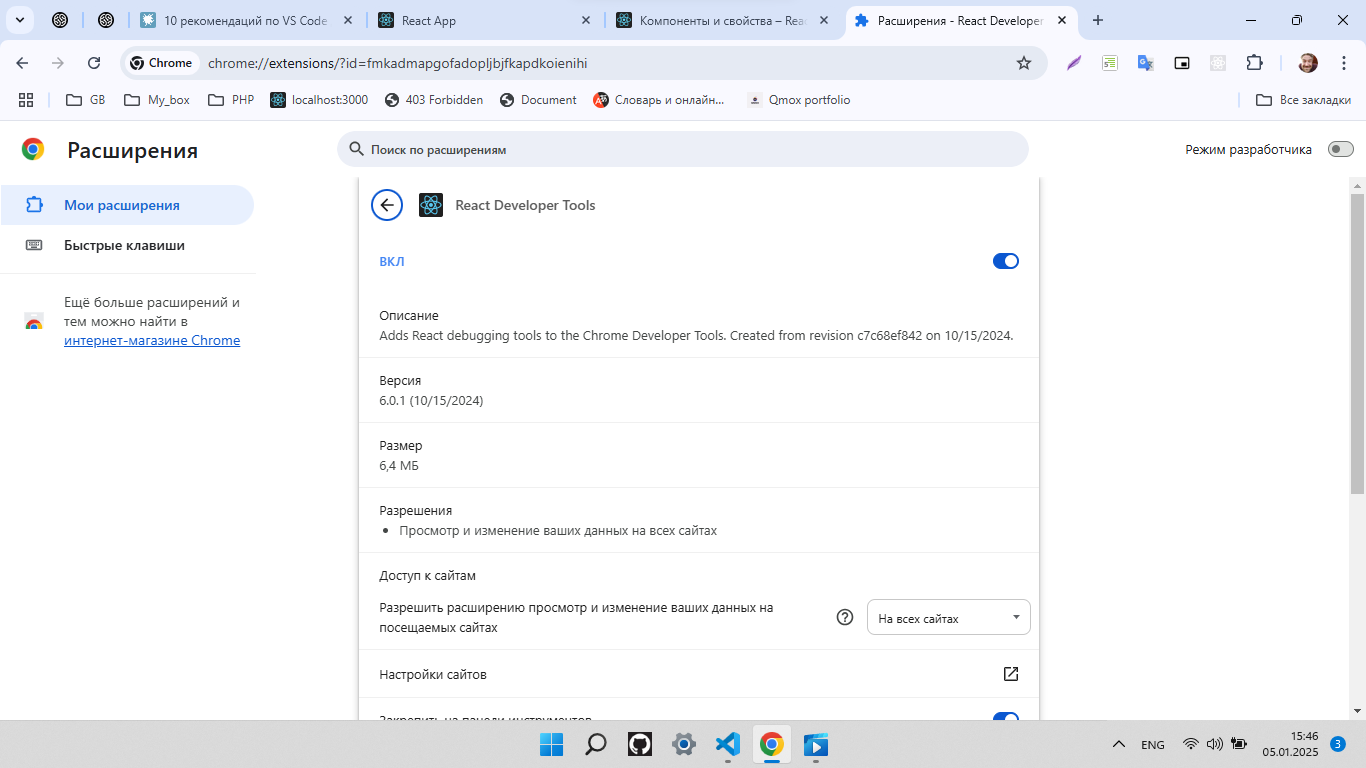 10 рекомендаций по VS Code
React App
Компоненты и свойства – Rea
Расширения - React Developer
Chrome
chrome://extensions/?id=fmkadmapgofadopljbjfkapdkoienihi
GB
My_box
PHP
localhost:3000
403 Forbidden
Document
Словарь и онлайн...
Qmox portfolio
Все закладки
Расширения
Поиск по расширениям
Режим разработчика
Мои расширения
Быстрые клавиши
Ещё больше расширений и
тем можно найти в
интернет-магазине Chrome
React Developer Tools
ВКЛ
Описание
Adds React debugging tools to the Chrome Developer Tools. Created from revision c7c68ef842 on 10/15/2024.
Версия
6.0.1 (10/15/2024)
Размер
6,4 МБ
Разрешения
Просмотр и изменение ваших данных на всех сайтах
Доступ к сайтам
Разрешить расширению просмотр и изменение ваших данных на
посещаемых сайтах
На всех сайтах
Настройки сайтов
Закрепить на панели инструментов
ENG
15:46
05.01.2025
3